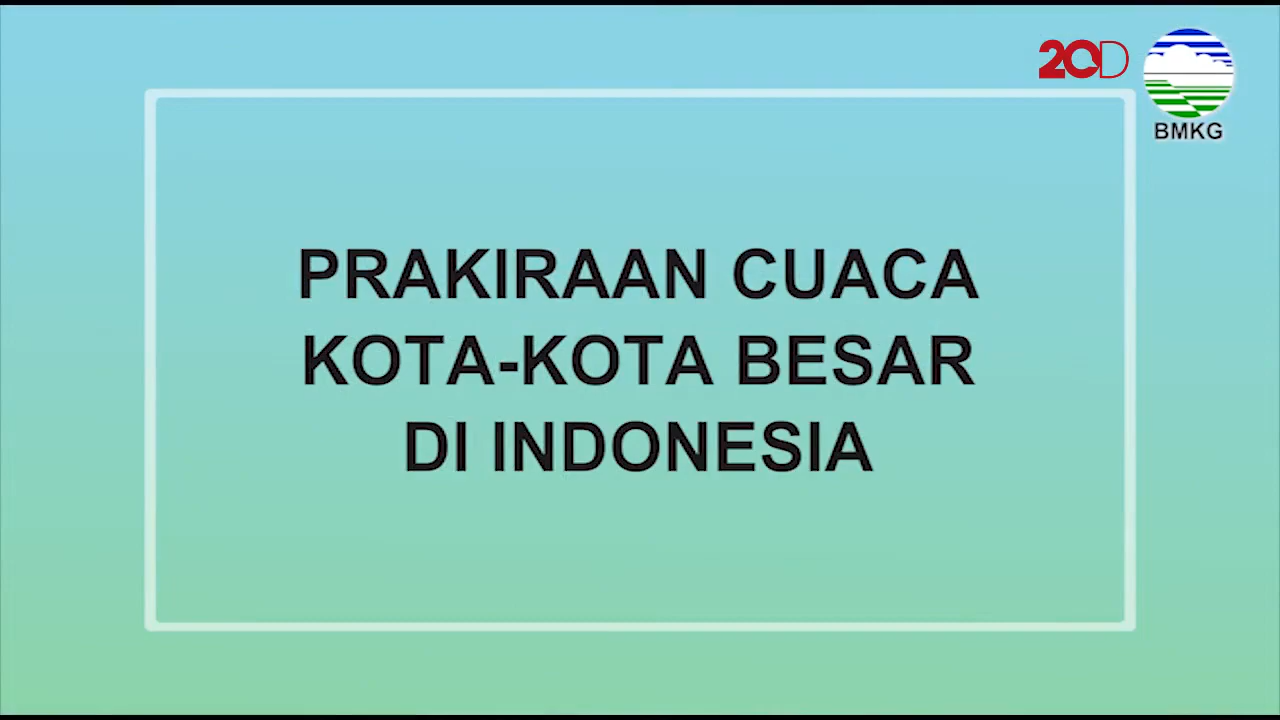 20D
BMKG
PRAKIRAAN CUACA
KOTA-KOTA BESAR
DI INDONESIA